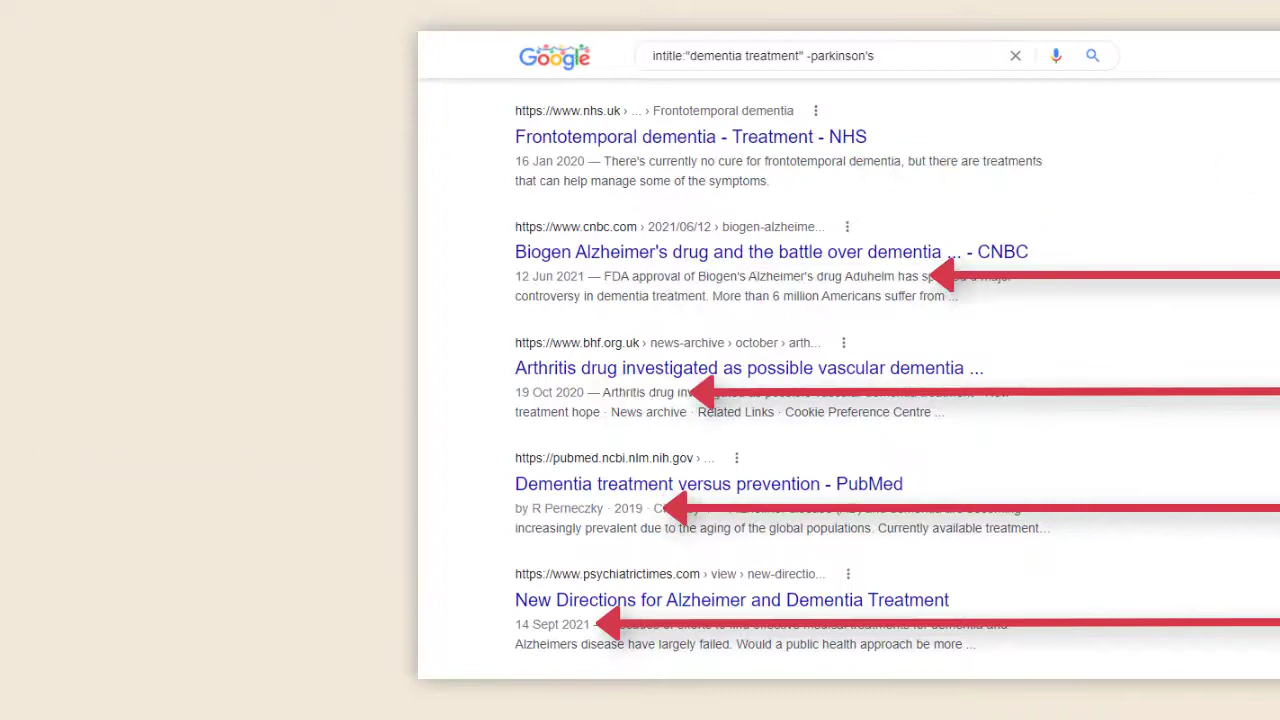 Google
intitle:"dementia treatment" -parkinson's
https://www.nhs.uk › ... › Frontotemporal dementia
Frontotemporal dementia - Treatment - NHS
16 Jan 2020 — There's currently no cure for frontotemporal dementia, but there are treatments
that can help manage some of the symptoms.
https://www.cnbc.com › 2021/06/12 › biogen-alzheime...
Biogen Alzheimer's drug and the battle over dementia ... - CNBC
12 Jun 2021 — FDA approval of Biogen's Alzheimer's drug Aduhelm has
controversy in dementia treatment. More than 6 million Americans suffer from ...
https://www.bhf.org.uk › news-archive › october › arth...
Arthritis drug investigated as possible vascular dementia ...
19 Oct 2020 — Arthritis drug
treatment hope · News archive · Related Links · Cookie Preference Centre ...
https://pubmed.ncbi.nlm.nih.gov › ...
Dementia treatment versus prevention - PubMed
by R Perneczky · 2019 ·
increasingly prevalent due to the aging of the global populations. Currently available treatment...
https://www.psychiatrictimes.com › view › new-directio...
New Directions for Alzheimer and Dementia Treatment
14 Sept 2021
Alzheimers disease have largely failed. Would a public health approach be more ...